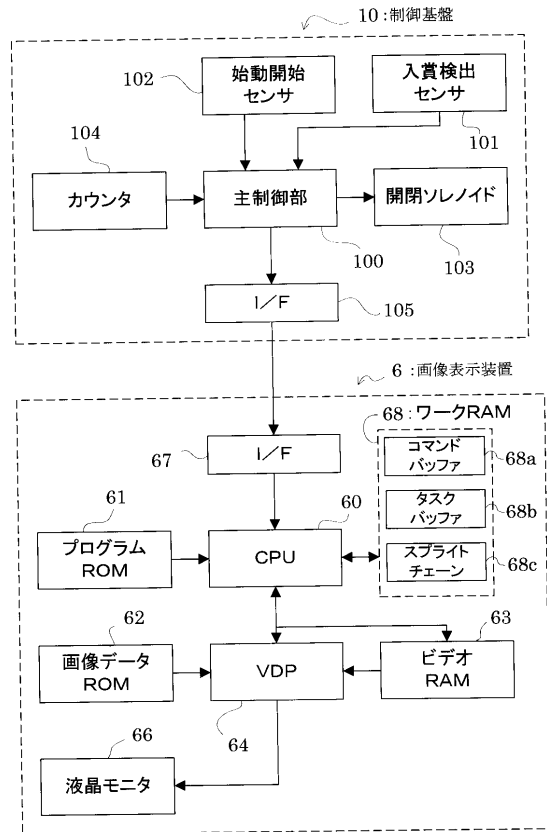 10:制御基盤
102
始動開始
センサ
入賞検出
センサ
101
104
カウンタ
主制御部
100
開閉ソレノイド
103
I/F
105
6:画像表示装置
68:ワークRAM
67
I/F
コマンド
バッファ
68a
61
プログラム
ROM
60
CPU
タスク
バッファ
68b
スプライト
チェーン
68c
62
画像データ
ROM
VDP
64
63
ビデオ
RAM
66
液晶モニタ